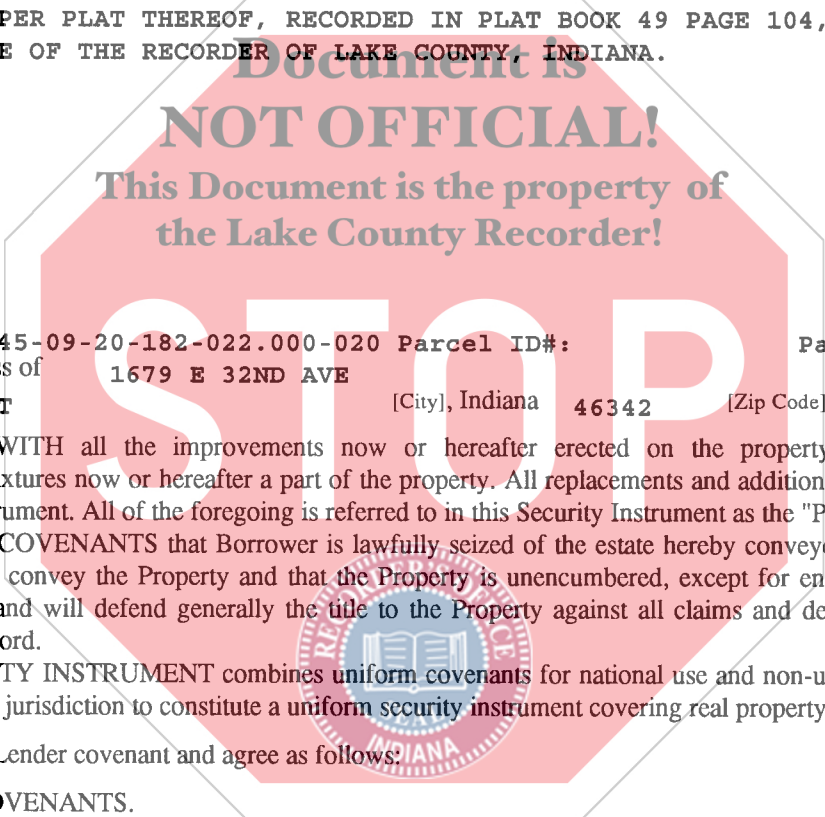 PER PLAT THEREOF, RECORDED IN PLAT BOOK 49 PAGE 104,
E OF THE RECORDER OF LAKE COUNTY, INDIANA.
Document is
NOT OFFICIAL!
This Document is the property of
the Lake County Recorder!
STOP
45-09-20-182-022.000-020 Parcel ID#: Pa
s of 1679 E 32ND AVE
T [City], Indiana 46342 [Zip Code]
WITH all the improvements now or hereafter erected on the property
xtures now or hereafter a part of the property. All replacements and addition
rument. All of the foregoing is referred to in this Security Instrument as the "P
COVENANTS that Borrower is lawfully seized of the estate hereby convey
convey the Property and that the Property is unencumbered, except for en
and will defend generally the title to the Property against all claims and de
ord.
TY INSTRUMENT combines uniform covenants for national use and non-u
jurisdiction to constitute a uniform security instrument covering real property
Lender covenant and agree as follows:
OVENANTS.
RECORDER'S OFFICE
SEAL
INDIANA